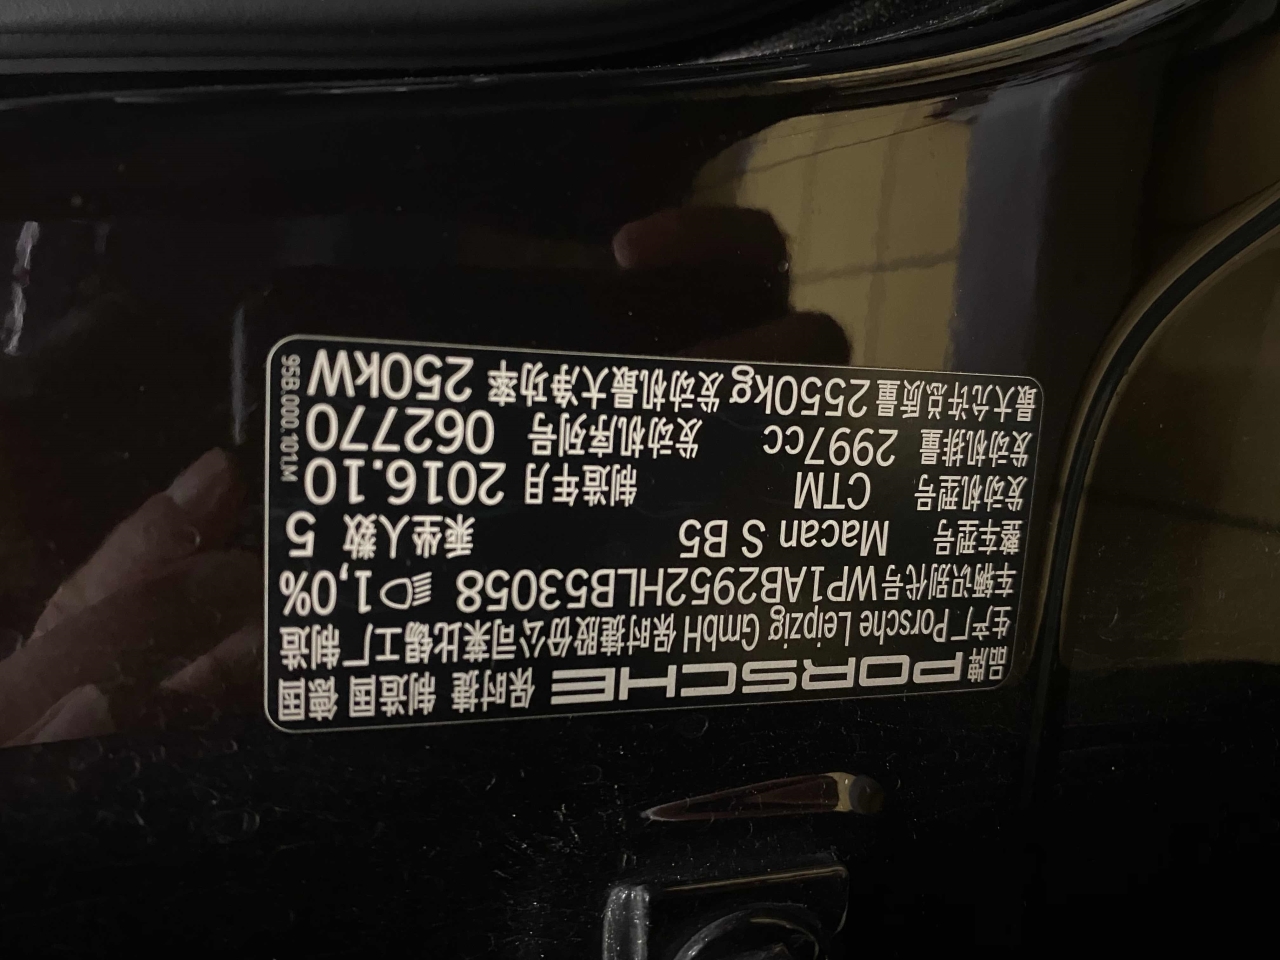 品牌 PORSCHE 保时捷 制造国 德国
生产厂 Porsche Leipzig GmbH 保时捷股份公司莱比锡工厂制造
车辆识别代号 WP1AB2952HLB53058 1,0%
整车型号 Macan S B5 乘坐人数 5
发动机型号 CTM 制造年月 2016.10
发动机排量 2997cc 发动机序列号 062770
最大允许总质量 2550kg 发动机最大净功率 250kW
95B.000.101.M